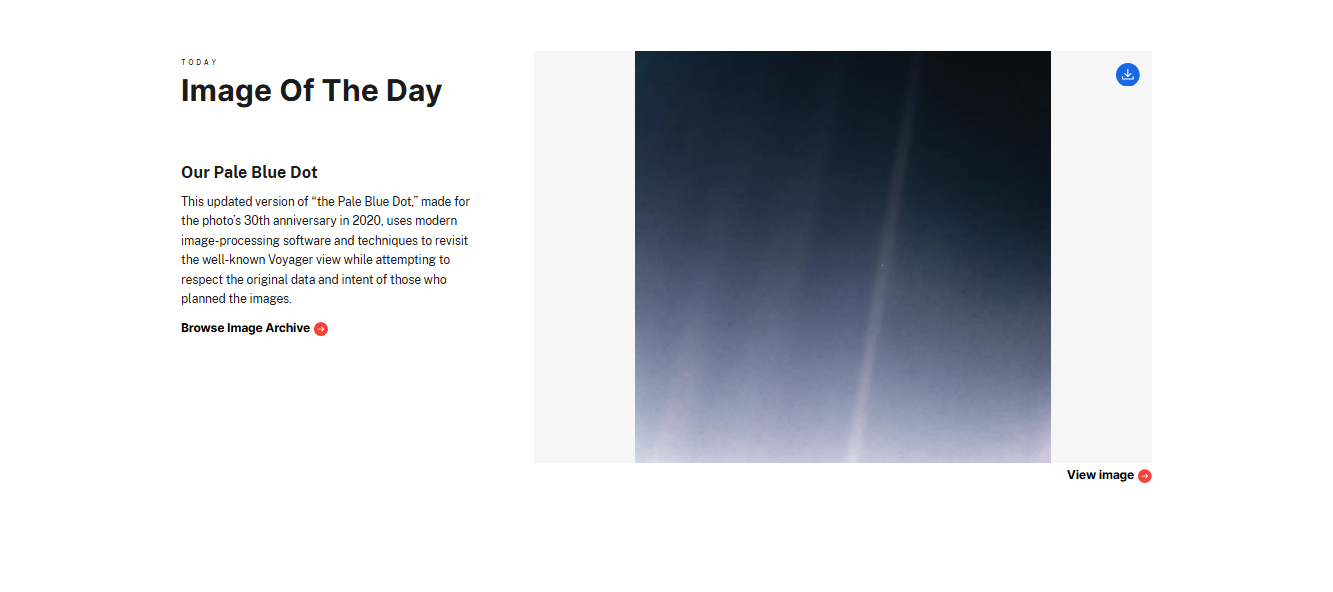 TODAY
Image Of The Day
Our Pale Blue Dot
This updated version of “the Pale Blue Dot,” made for
the photo’s 30th anniversary in 2020, uses modern
image-processing software and techniques to revisit
the well-known Voyager view while attempting to
respect the original data and intent of those who
planned the images.
Browse Image Archive
View image